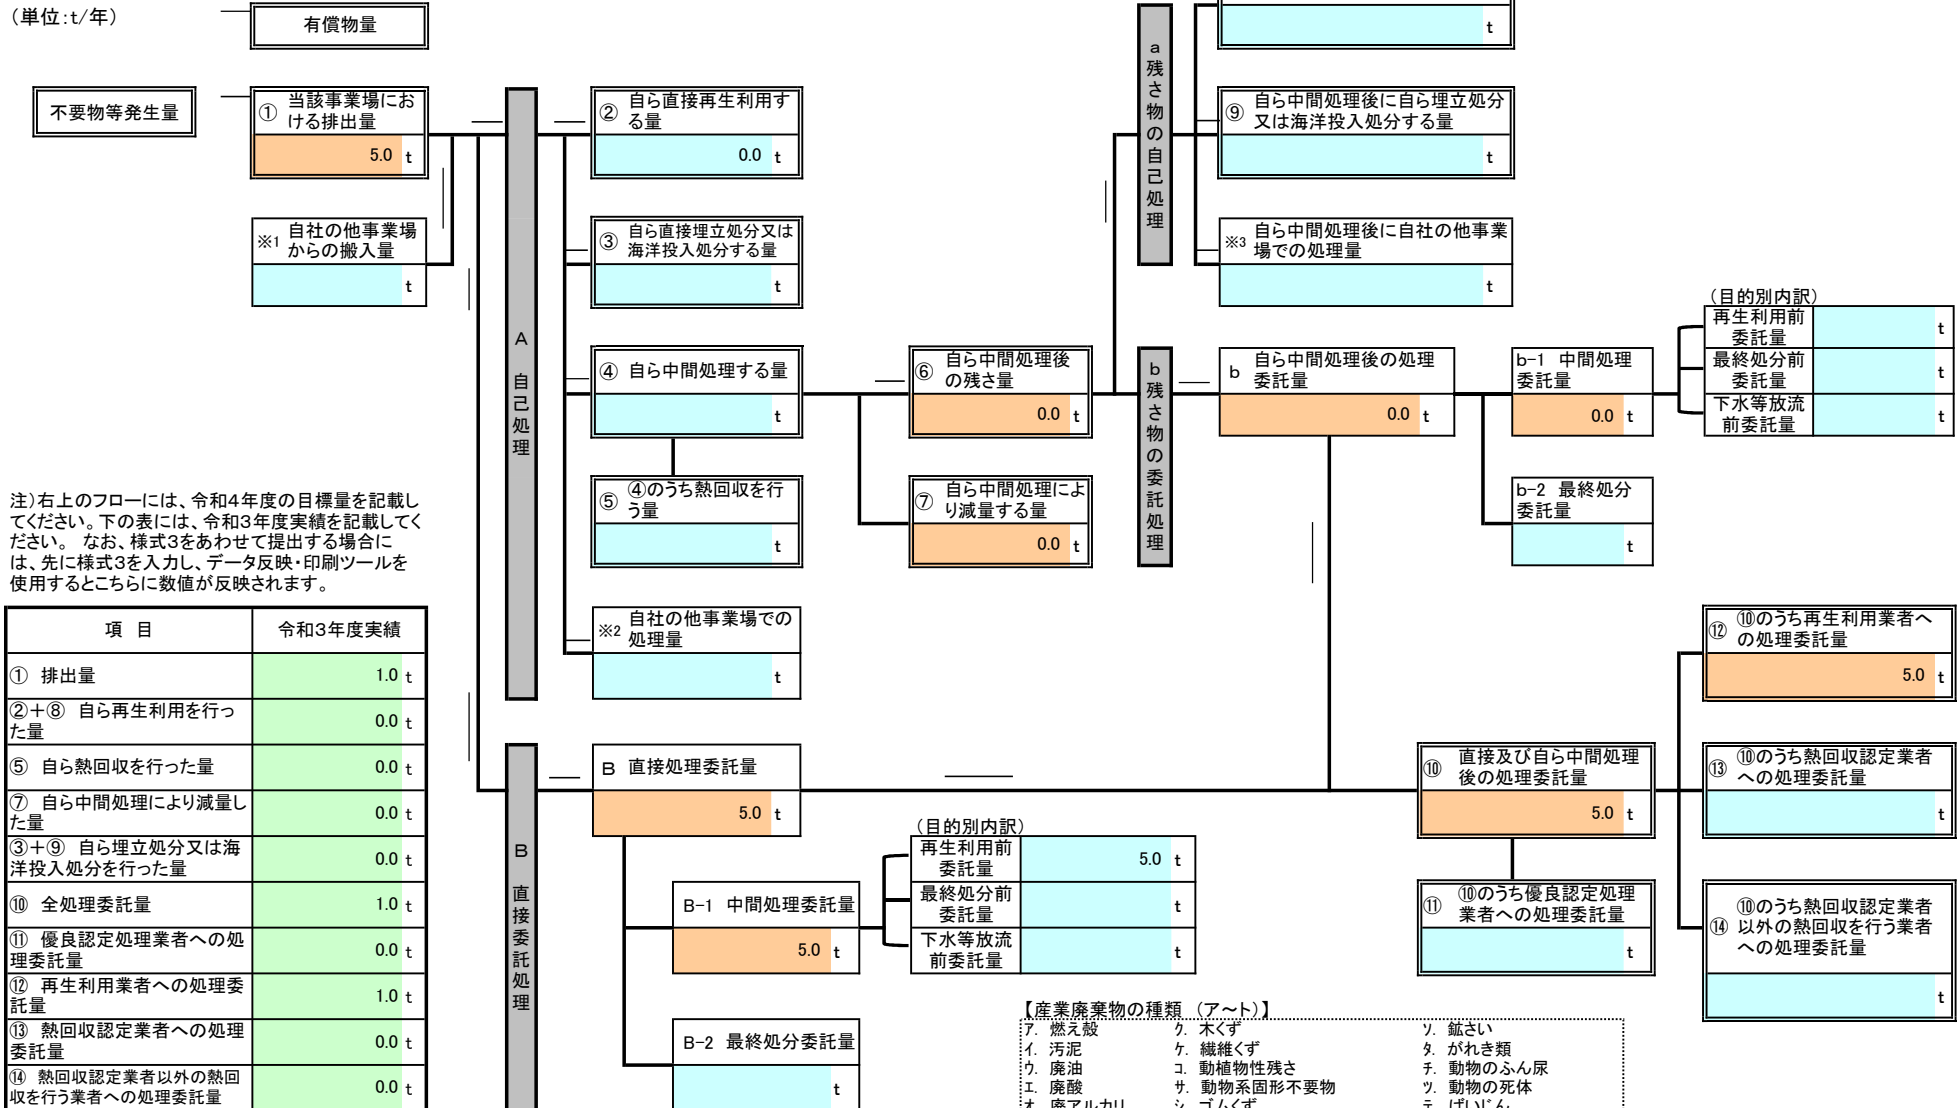 （単位：t/年）
有償物量
t
不要物等発生量
① 当該事業場にお
ける排出量
5.0 t
※1 自社の他事業場
からの搬入量
t
A 自己処理
② 自ら直接再生利用す
る量
0.0 t
③ 自ら直接埋立処分又は
海洋投入処分する量
t
④ 自ら中間処理する量
t
⑤ ④のうち熱回収を行
う量
t
※2 自社の他事業場での
処理量
t
⑥ 自ら中間処理後
の残さ量
0.0 t
⑦ 自ら中間処理によ
り減量する量
0.0 t
a 残さ物の自己処理
⑨ 自ら中間処理後に自ら埋立処分
又は海洋投入処分する量
t
※3 自ら中間処理後に自社の他事業
場での処理量
t
b 残さ物の委託処理
b 自ら中間処理後の処理
委託量
0.0 t
b-1 中間処理
委託量
0.0 t
（目的別内訳）
再生利用前
委託量
t
最終処分前
委託量
t
下水等放流
前委託量
t
b-2 最終処分
委託量
t
注）右上のフローには、令和４年度の目標量を記載し
てください。下の表には、令和３年度実績を記載してく
ださい。 なお、様式３をあわせて提出する場合に
は、先に様式３を入力し、データ反映・印刷ツールを
使用するとこちらに数値が反映されます。
項 目 令和３年度実績
① 排出量 1.0 t
②＋⑧ 自ら再生利用を行っ
た量 0.0 t
⑤ 自ら熱回収を行った量 0.0 t
⑦ 自ら中間処理により減量し
た量 0.0 t
③＋⑨ 自ら埋立処分又は海
洋投入処分を行った量 0.0 t
⑩ 全処理委託量 1.0 t
⑪ 優良認定処理業者への処
理委託量 0.0 t
⑫ 再生利用業者への処理委
託量 1.0 t
⑬ 熱回収認定業者への処理
委託量 0.0 t
⑭ 熱回収認定業者以外の熱回
収を行う業者への処理委託量 0.0 t
B 直接委託処理
B 直接処理委託量
5.0 t
B-1 中間処理委託量
5.0 t
（目的別内訳）
再生利用前
委託量
5.0 t
最終処分前
委託量
t
下水等放流
前委託量
t
B-2 最終処分委託量
t
⑩ 直接及び自ら中間処理
後の処理委託量
5.0 t
⑪ ⑩のうち優良認定処理
業者への処理委託量
t
⑫ ⑩のうち再生利用業者へ
の処理委託量
5.0 t
⑬ ⑩のうち熱回収認定業者
への処理委託量
t
⑭ ⑩のうち熱回収認定業者
以外の熱回収を行う業者
への処理委託量
t
【産業廃棄物の種類 （ア～ト）】
ア. 燃え殻 ク. 木くず ソ. 鉱さい
イ. 汚泥 ケ. 繊維くず タ. がれき類
ウ. 廃油 コ. 動植物性残さ チ. 動物のふん尿
エ. 廃酸 サ. 動物系固形不要物 ツ. 動物の死体
オ. 廃アルカリ シ. ゴムくず テ. ばいじん